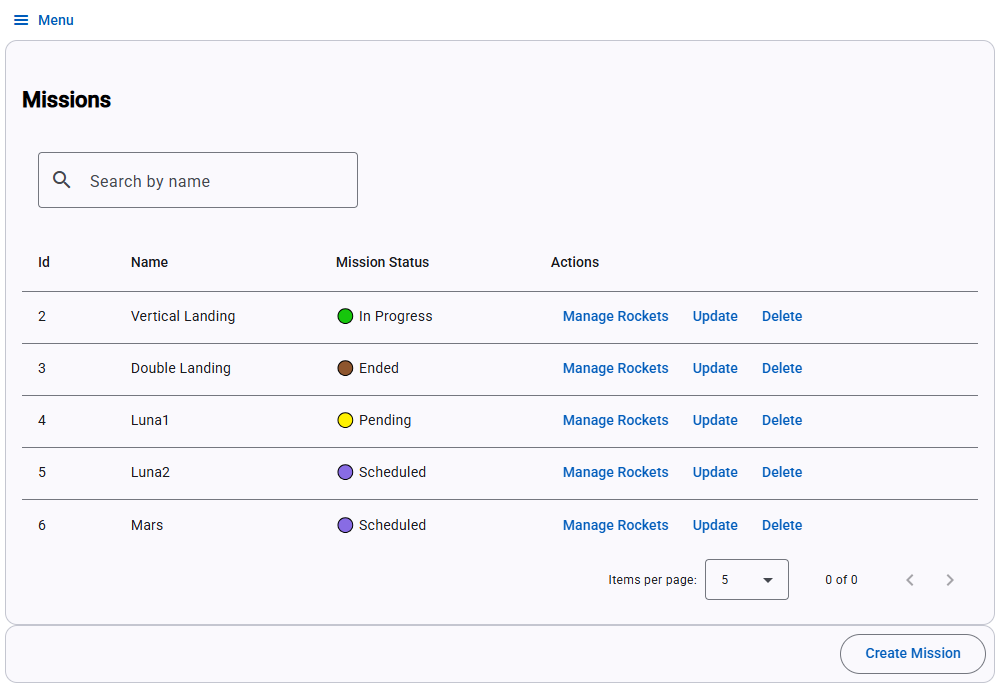 Menu
Missions
Search by name
Id Name Mission Status Actions
2 Vertical Landing In Progress Manage Rockets Update Delete
3 Double Landing Ended Manage Rockets Update Delete
4 Luna1 Pending Manage Rockets Update Delete
5 Luna2 Scheduled Manage Rockets Update Delete
6 Mars Scheduled Manage Rockets Update Delete
Items per page: 5 0 of 0
Create Mission